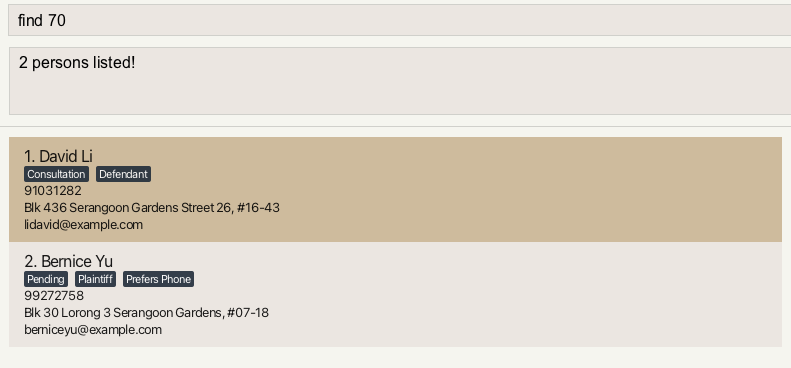 find 70
2 persons listed!
1. David Li
Consultation Defendant
91031282
Blk 436 Serangoon Gardens Street 26, #16-43
lidavid@example.com
2. Bernice Yu
Pending Plaintiff Prefers Phone
99272758
Blk 30 Lorong 3 Serangoon Gardens, #07-18
berniceyu@example.com